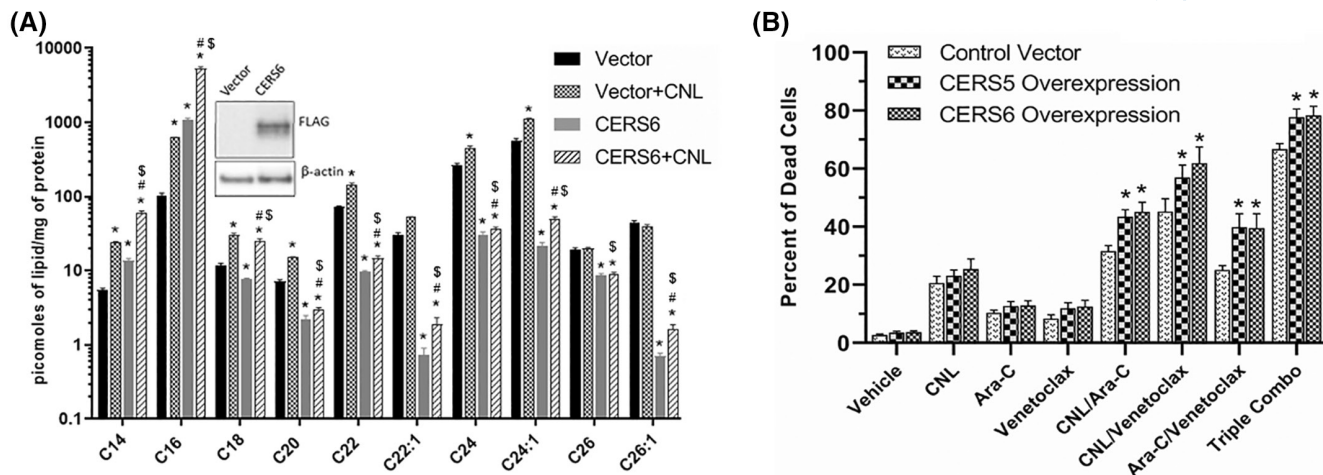 (A)
picomoles of lipid/mg of protein
10000
1000
100
10
1
0.1
Vector
CERS6
FLAG
β-actin
Vector
Vector+CNL
CERS6
CERS6+CNL
*
*
$
#
*
*
*
# $
*
*
# $
*
*
*
$
#
*
*
*
$
#
*
*
$
#
*
*
*
$
#
*
*
*
# $
*
*
*
*
$
#
*
C14
C16
C18
C20
C22
C22:1
C24
C24:1
C26
C26:1
(B)
Percent of Dead Cells
100
80
60
40
20
0
Control Vector
CERS5 Overexpression
CERS6 Overexpression
* *
* *
* *
* *
Vehicle
CNL
Ara-C
Venetoclax
CNL/Ara-C
CNL/Venetoclax
Ara-C/Venetoclax
Triple Combo